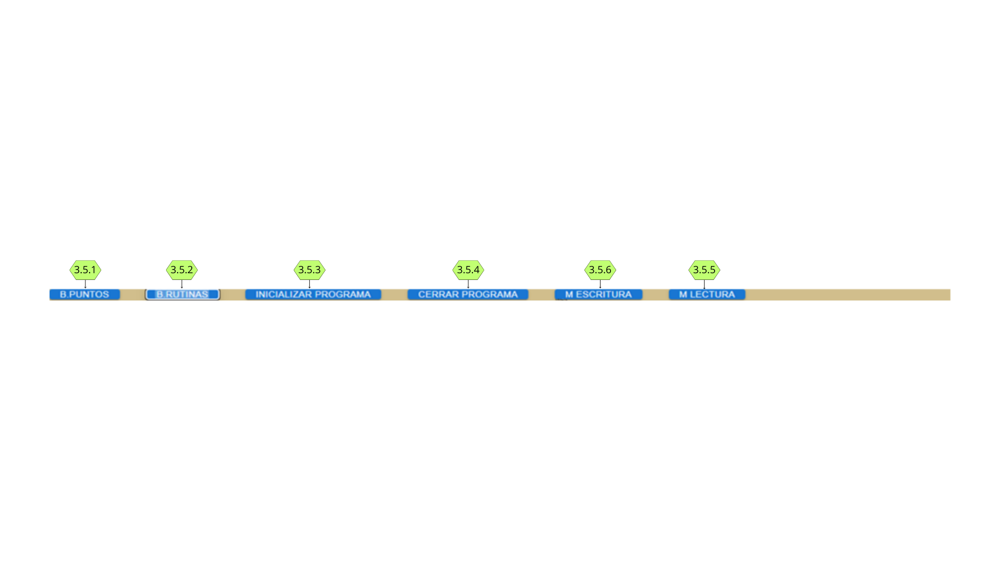 3.5.1 3.5.2 3.5.3 3.5.4 3.5.6 3.5.5
B.PUNTOS B.RUTINAS INICIALIZAR PROGRAMA CERRAR PROGRAMA M ESCRITURA M LECTURA